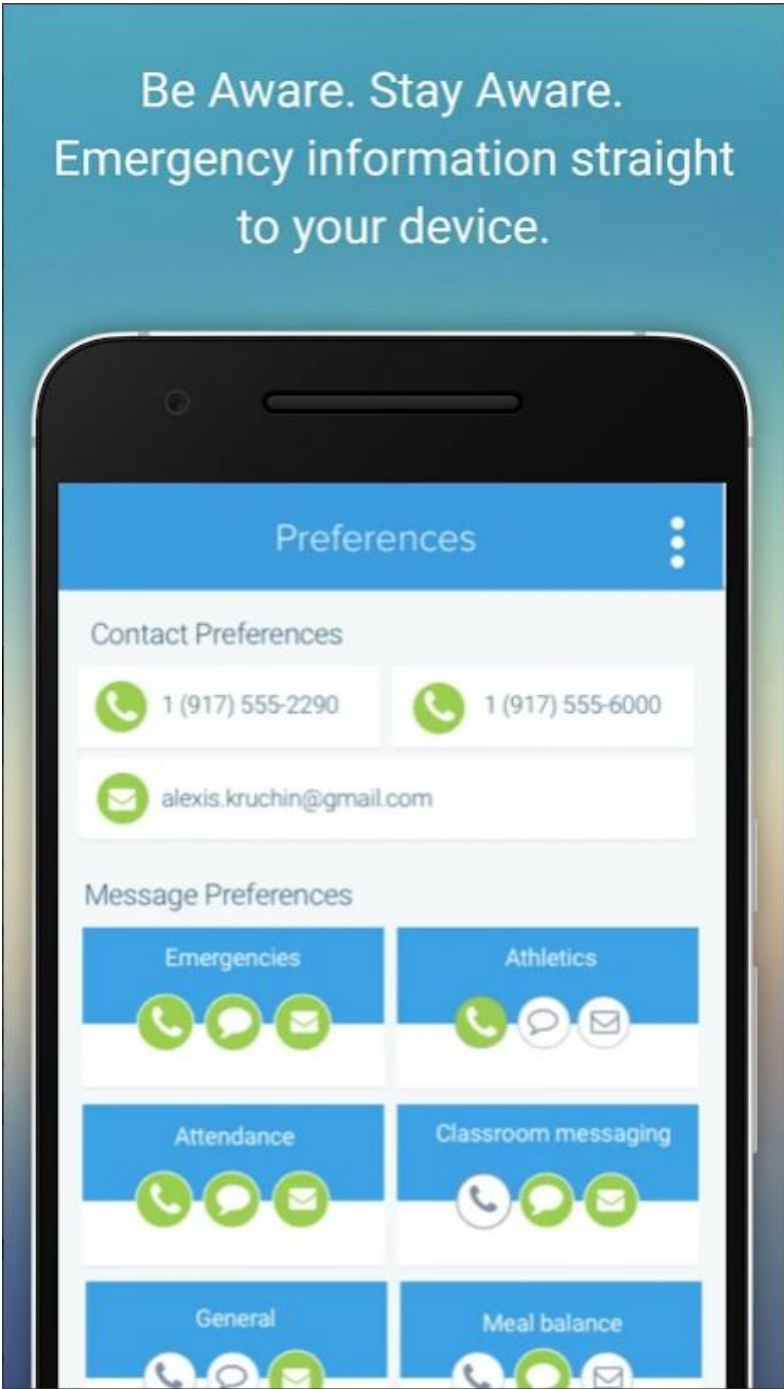 Be Aware. Stay Aware.
Emergency information straight
to your device.
Preferences
Contact Preferences
1 (917) 555-2290
1 (917) 555-6000
alexis.kruchin@gmail.com
Message Preferences
Emergencies
Athletics
Attendance
Classroom messaging
General
Meal balance